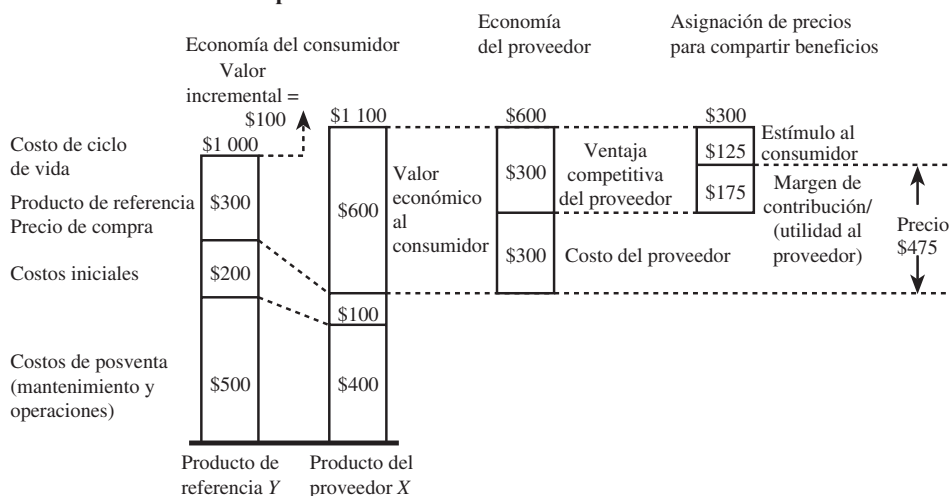 Economía del consumidor
Valor
incremental =
$100
Economía
del proveedor
Asignación de precios
para compartir beneficios
Costo de ciclo
de vida
$1 000
$1 100
$600
$300
Producto de referencia
Precio de compra
$300
Costos iniciales
$200
Costos de posventa
(mantenimiento y
operaciones)
$500
$600
$100
$400
Valor
económico
al
consumidor
$300
$300
Ventaja
competitiva
del proveedor
Costo del proveedor
$125
$175
Estímulo al
consumidor
Margen de
contribución/
(utilidad al
proveedor)
Precio
$475
Producto de
referencia Y
Producto del
proveedor X